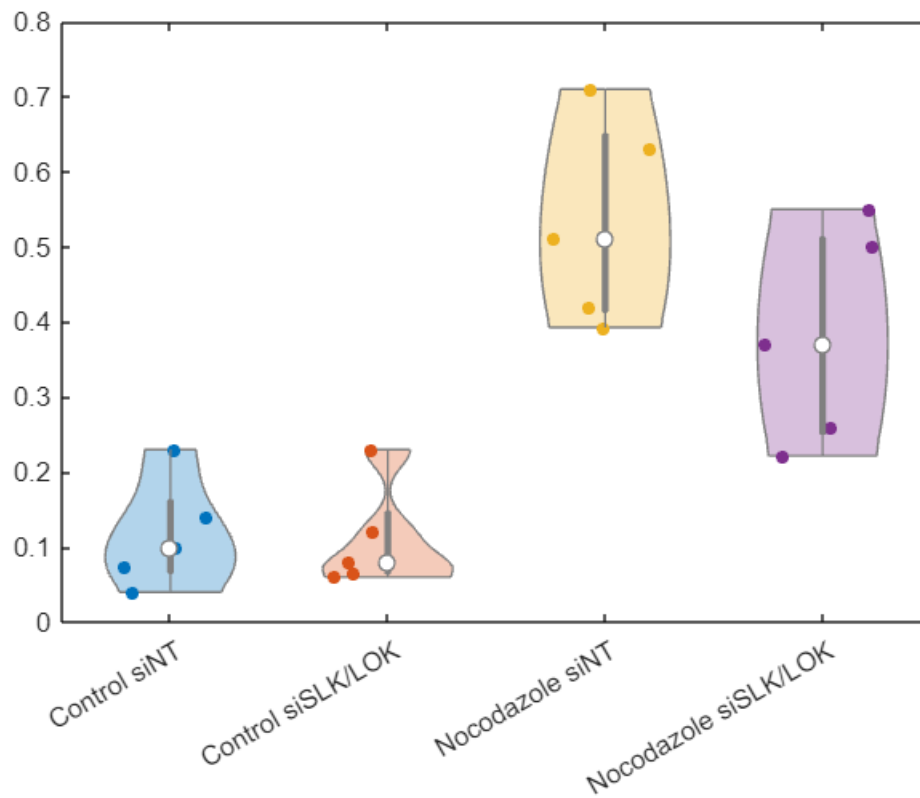 0.8
0.7
0.6
0.5
0.4
0.3
0.2
0.1
0
Control siNT
Control siSLK/LOK
Nocodazole siNT
Nocodazole siSLK/LOK